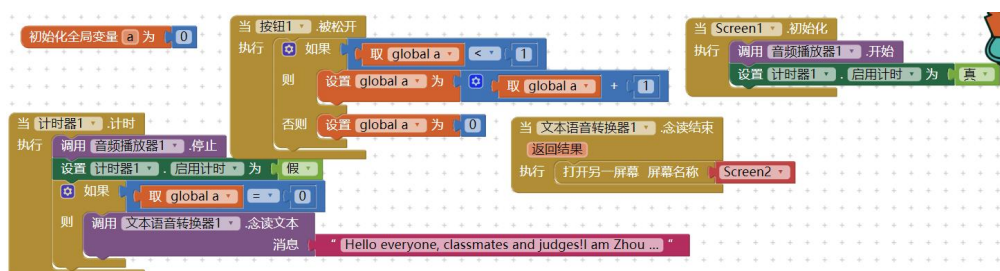 初始化全局变量 a 为 0
当 按钮1 .被松开
执行 如果 取 global a < 1
则 设置 global a 为 取 global a + 1
否则 设置 global a 为 0
当 Screen1 .初始化
执行 调用 音频播放器1 .开始
设置 计时器1 . 启用计时 为 真
当 计时器1 .计时
执行 调用 音频播放器1 .停止
设置 计时器1 . 启用计时 为 假
如果 取 global a = 0
则 调用 文本语音转换器1 .念读文本
消息 " Hello everyone, classmates and judges!I am Zhou ... "
当 文本语音转换器1 .念读结束
返回结果
执行 打开另一屏幕 屏幕名称 Screen2